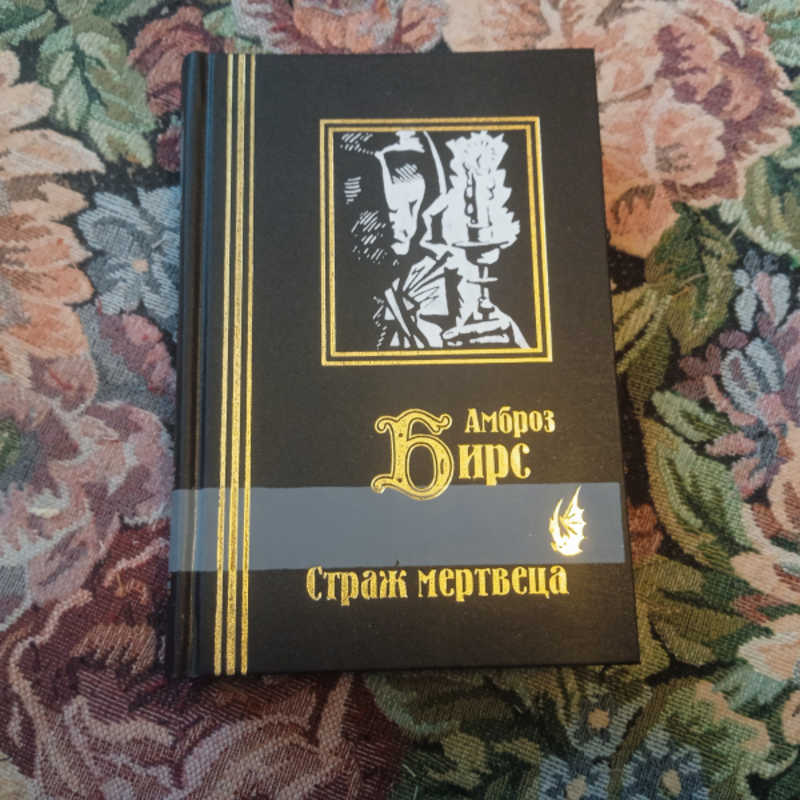 Амброз
Бирс
Страж мертвеца